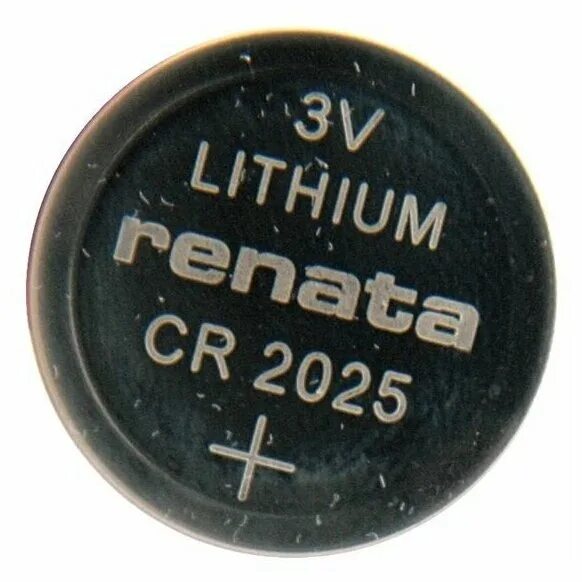 3V
LITHIUM
renata
CR 2025
+